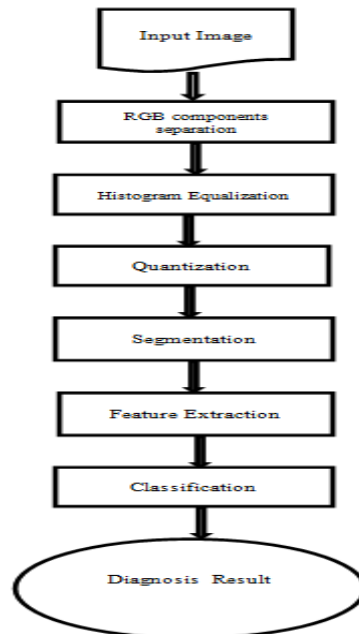 Input Image
RGB components
separation
Histogram Equalization
Quantization
Segmentation
Feature Extraction
Classification
Diagnosis Result